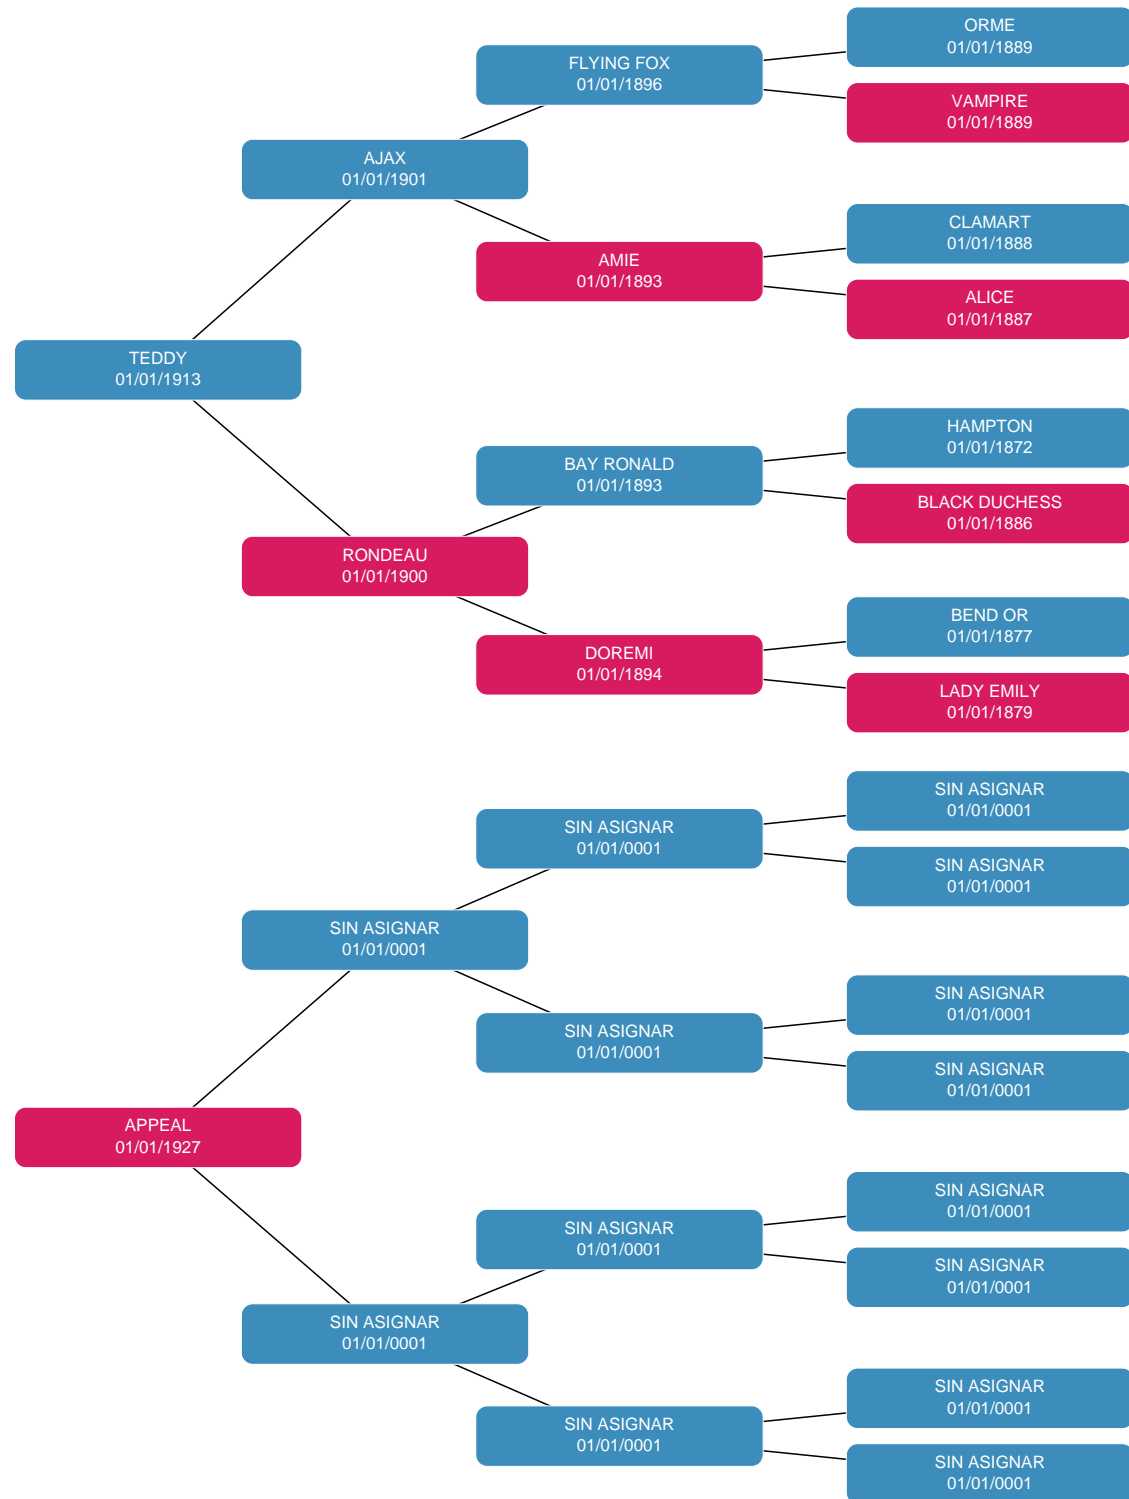 ORME
01/01/1889
FLYING FOX
01/01/1896
VAMPIRE
01/01/1889
AJAX
01/01/1901
CLAMART
01/01/1888
AMIE
01/01/1893
ALICE
01/01/1887
TEDDY
01/01/1913
HAMPTON
01/01/1872
BAY RONALD
01/01/1893
BLACK DUCHESS
01/01/1886
RONDEAU
01/01/1900
BEND OR
01/01/1877
DOREMI
01/01/1894
LADY EMILY
01/01/1879
SIN ASIGNAR
01/01/0001
SIN ASIGNAR
01/01/0001
SIN ASIGNAR
01/01/0001
SIN ASIGNAR
01/01/0001
SIN ASIGNAR
01/01/0001
SIN ASIGNAR
01/01/0001
SIN ASIGNAR
01/01/0001
APPEAL
01/01/1927
SIN ASIGNAR
01/01/0001
SIN ASIGNAR
01/01/0001
SIN ASIGNAR
01/01/0001
SIN ASIGNAR
01/01/0001
SIN ASIGNAR
01/01/0001
SIN ASIGNAR
01/01/0001
SIN ASIGNAR
01/01/0001